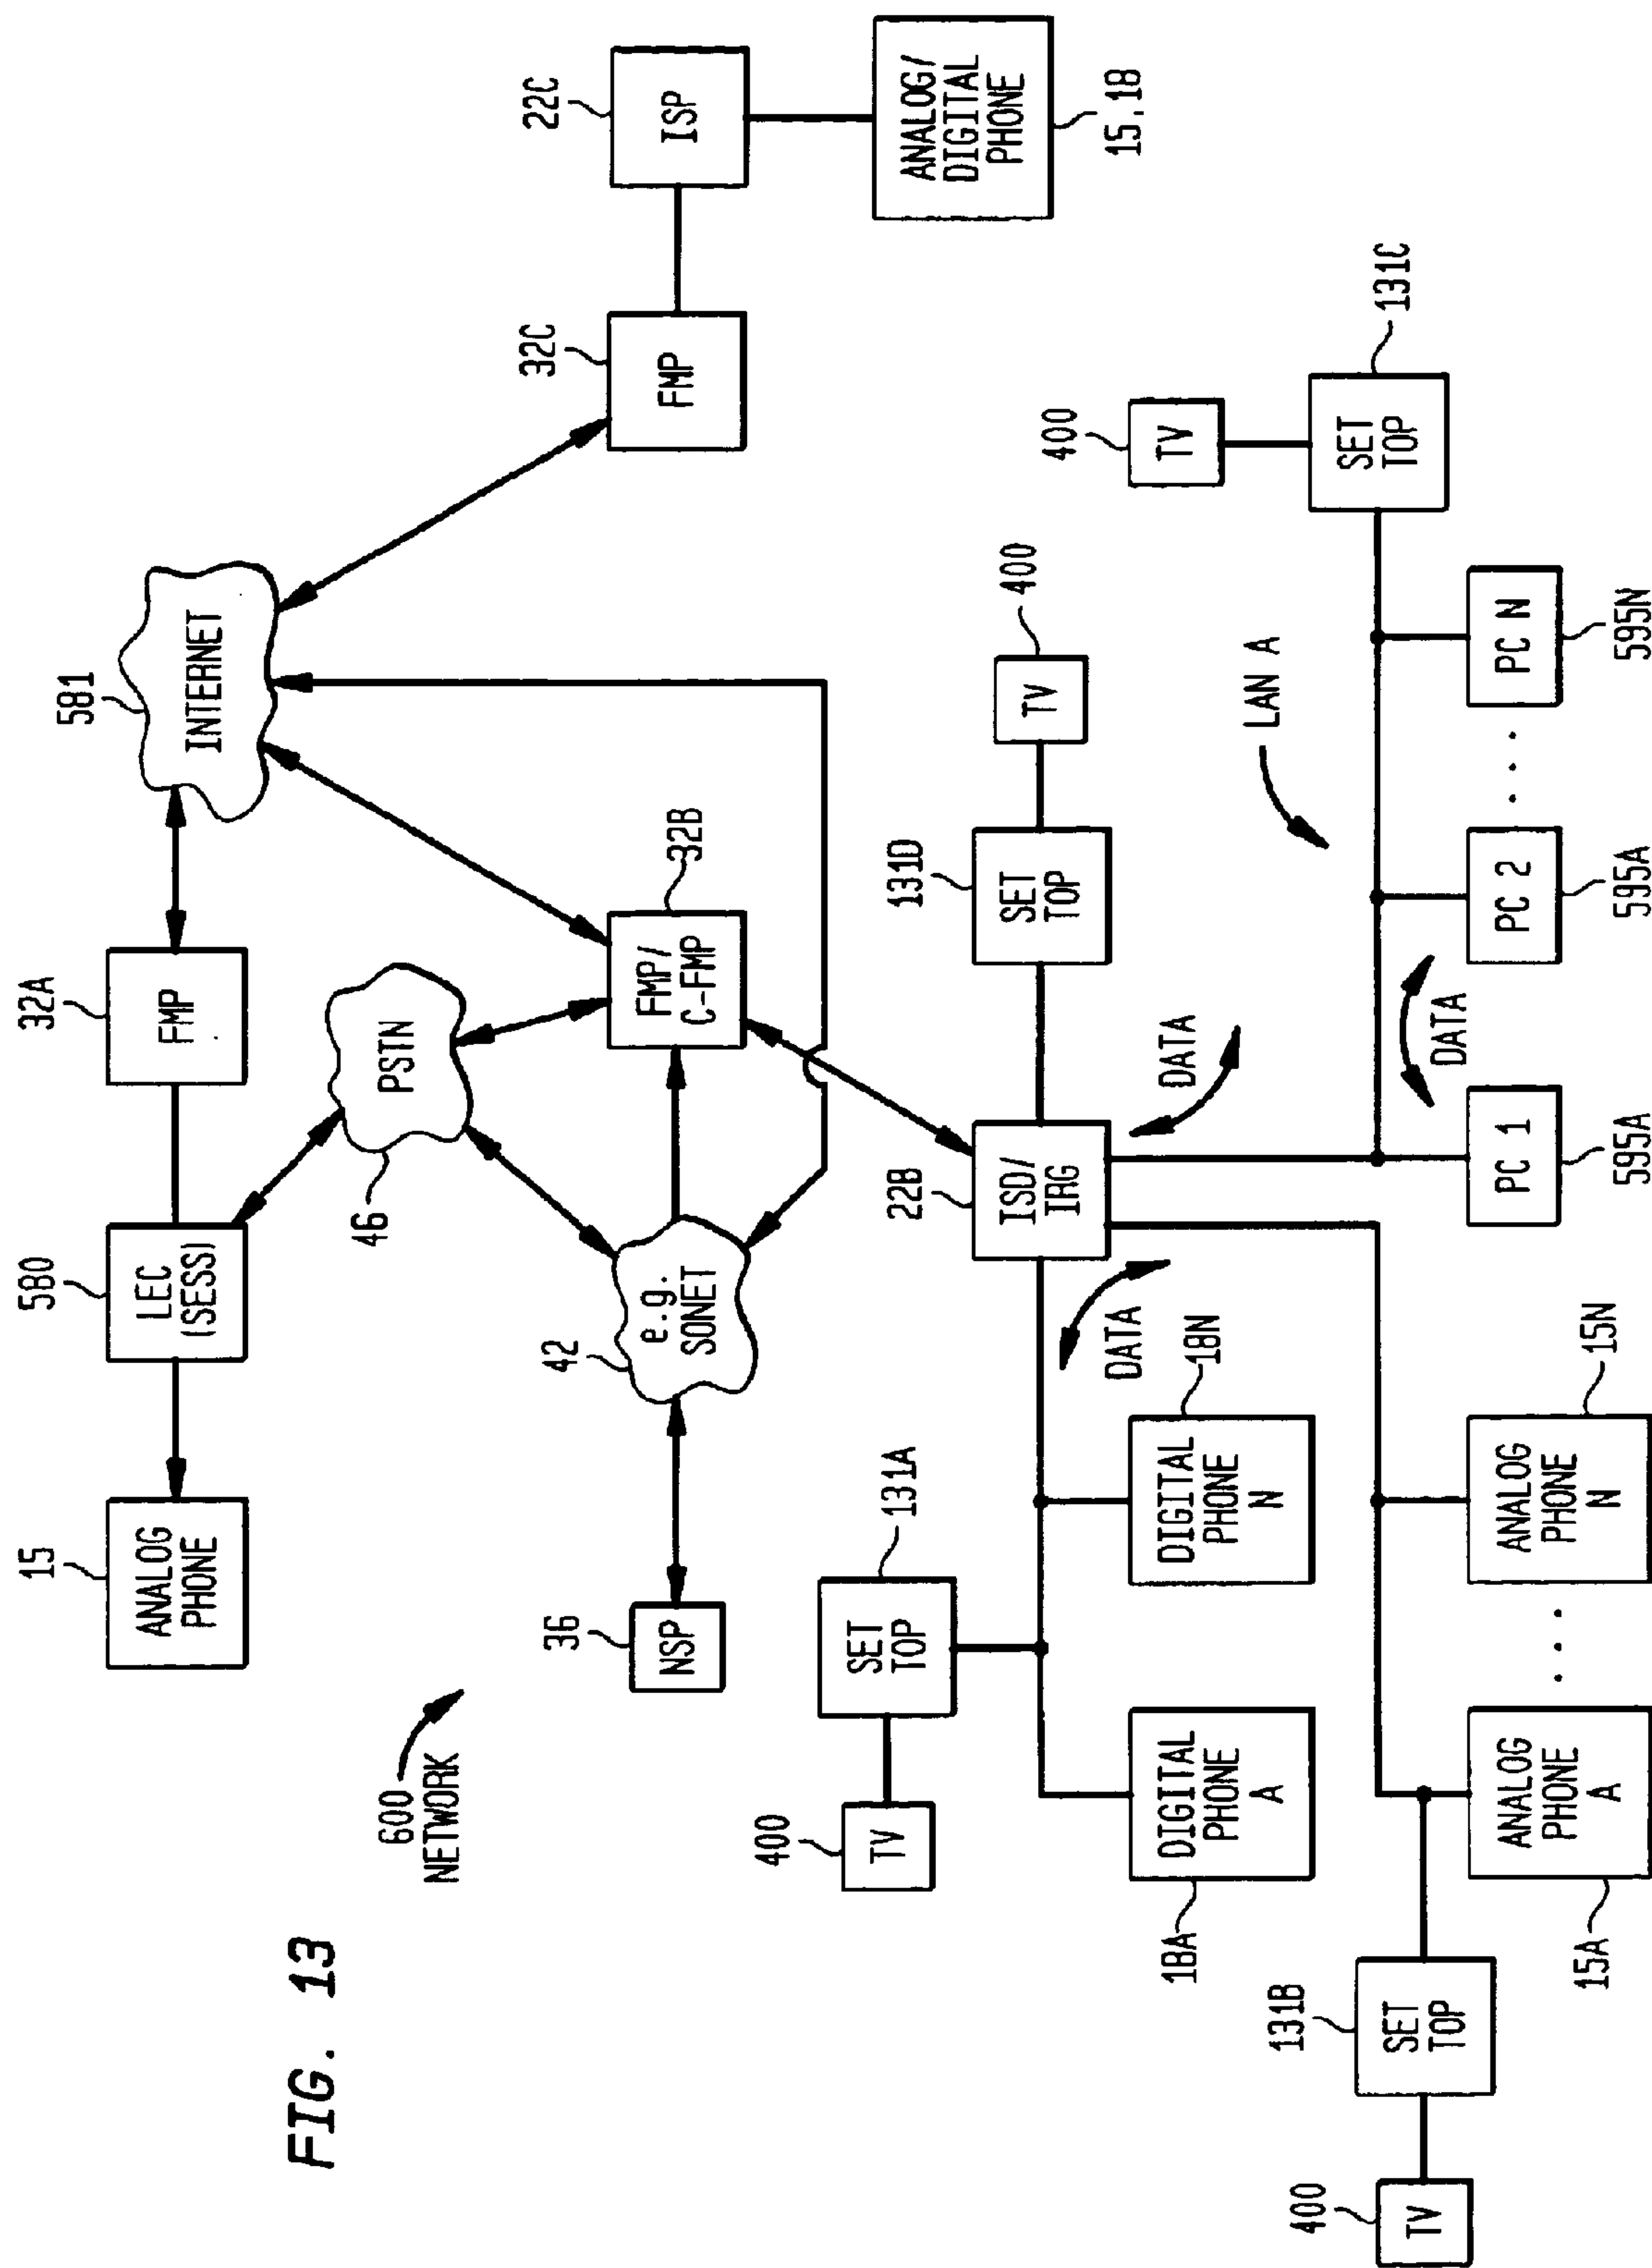 FIG. 13
600
NETWORK
15
ANALOG
PHONE
580
LEC
(SESS)
32A
FMP
581
INTERNET
46
PSTN
36
NSP
42
e.g.
SONET
32B
FMP/
C-FMP
32C
FMP
22C
ISP
ANALOG/
DIGITAL
PHONE
15.18
400
TV
131A
SET
TOP
22B
ISD/
IRG
131D
SET
TOP
400
TV
DATA
DATA
18A
DIGITAL
PHONE
A
18N
DIGITAL
PHONE
N
LAN A
400
TV
131C
SET
TOP
400
TV
131B
SET
TOP
15A
ANALOG
PHONE
A
...
15N
ANALOG
PHONE
N
DATA
PC 1
595A
PC 2
595A
...
PC N
595N